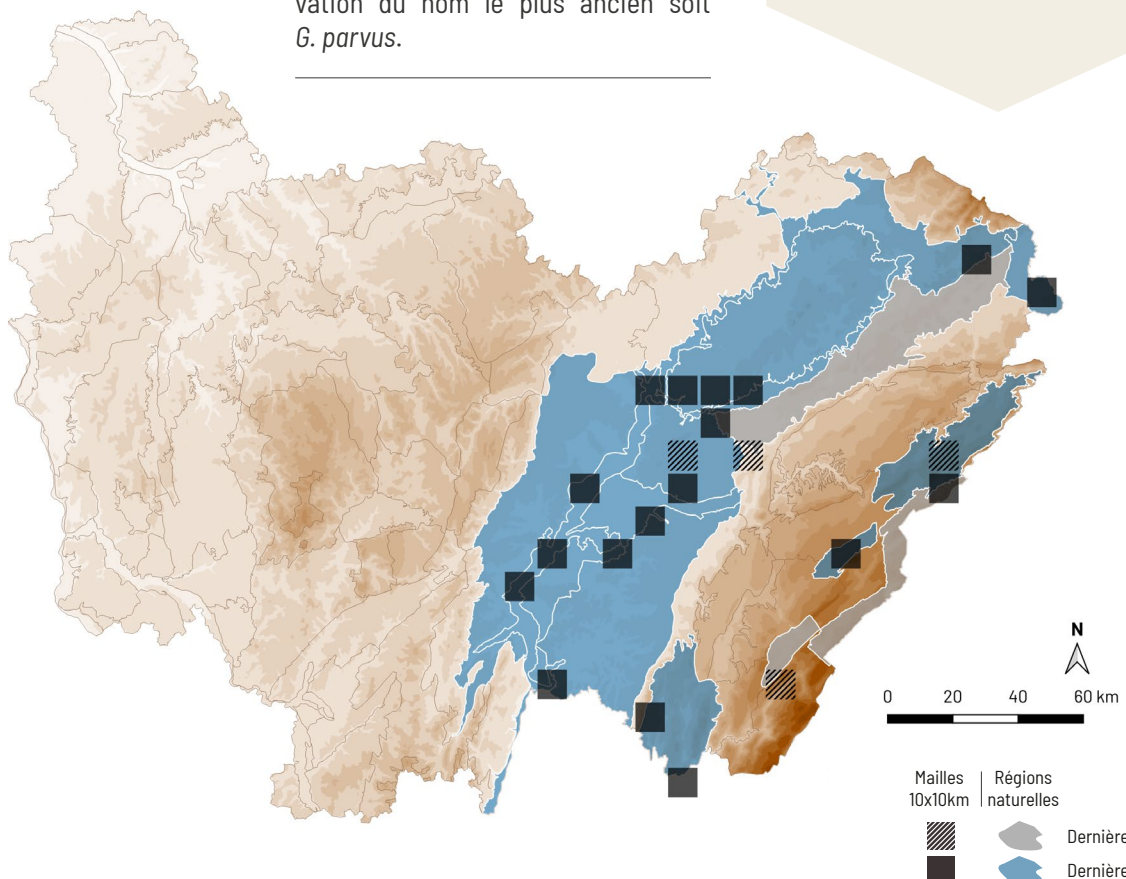 vation du nom le plus ancien soit
G. parvus.
N
0 20 40 60 km
Mailles 10x10km
Régions naturelles
Dernière
Dernière